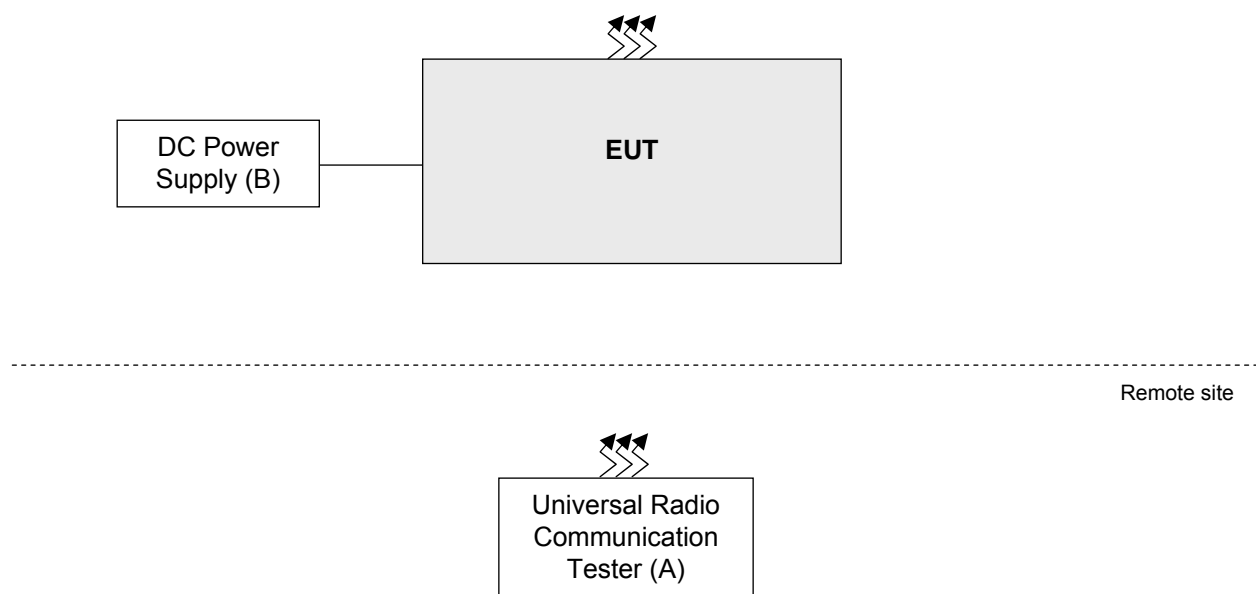 EUT
DC Power
Supply (B)
Remote site
Universal Radio
Communication
Tester (A)